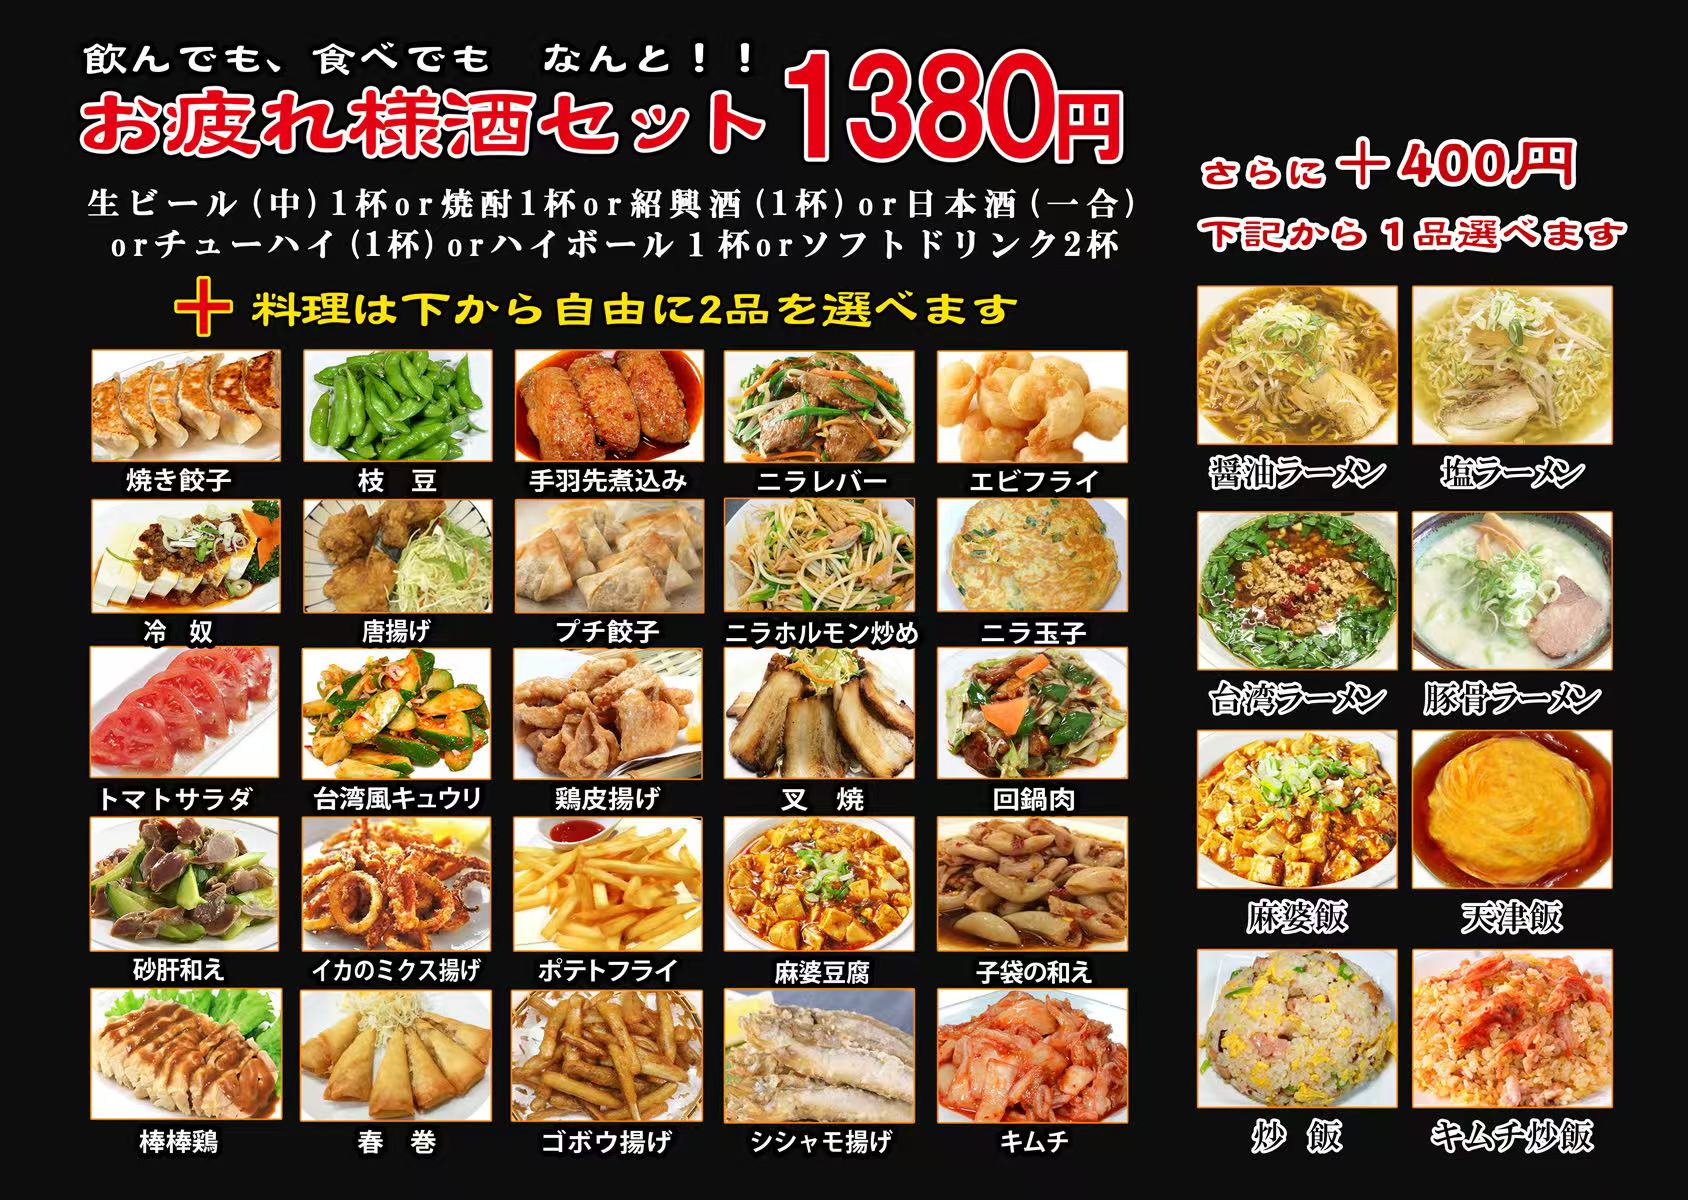 飲んでも、食べでも なんと！！
お疲れ様酒セット 1380円
生ビール(中)1杯or焼酎1杯or紹興酒(1杯)or日本酒(一合)
orチューハイ(1杯)orハイボール1杯orソフトドリンク2杯
＋ 料理は下から自由に2品を選べます
焼き餃子 枝 豆 手羽先煮込み ニラレバー エビフライ
冷 奴 唐揚げ プチ餃子 ニラホルモン炒め ニラ玉子
トマトサラダ 台湾風キュウリ 鶏皮揚げ 叉 焼 回鍋肉
砂肝和え イカのミクス揚げ ポテトフライ 麻婆豆腐 子袋の和え
棒棒鶏 春 巻 ゴボウ揚げ シシャモ揚げ キムチ
さらに ＋400円
下記から1品選べます
醤油ラーメン 塩ラーメン
台湾ラーメン 豚骨ラーメン
麻婆飯 天津飯
炒 飯 キムチ炒飯